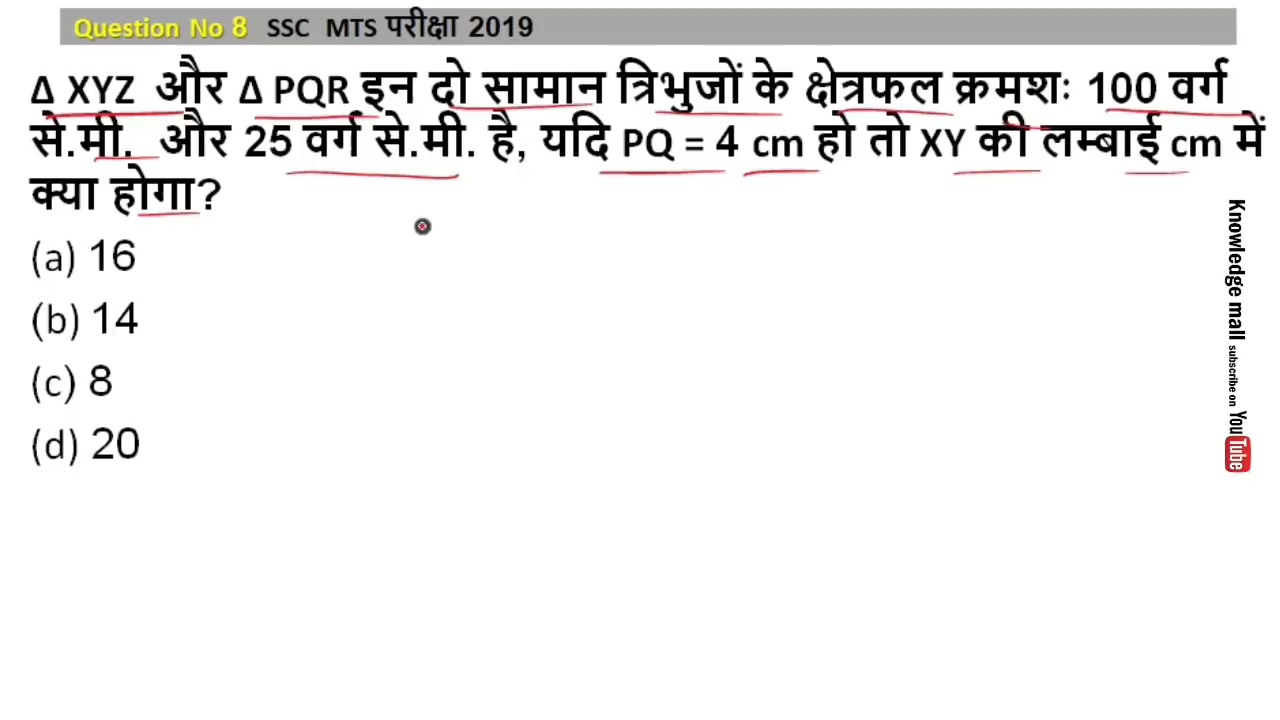 Question No 8 SSC MTS परीक्षा 2019
Δ XYZ और Δ PQR इन दो सामान त्रिभुजों के क्षेत्रफल क्रमशः 100 वर्ग
से.मी. और 25 वर्ग से.मी. है, यदि PQ = 4 cm हो तो XY की लम्बाई cm में
क्या होगा?
(a) 16
(b) 14
(c) 8
(d) 20
Knowledge mall subscribe on YouTube